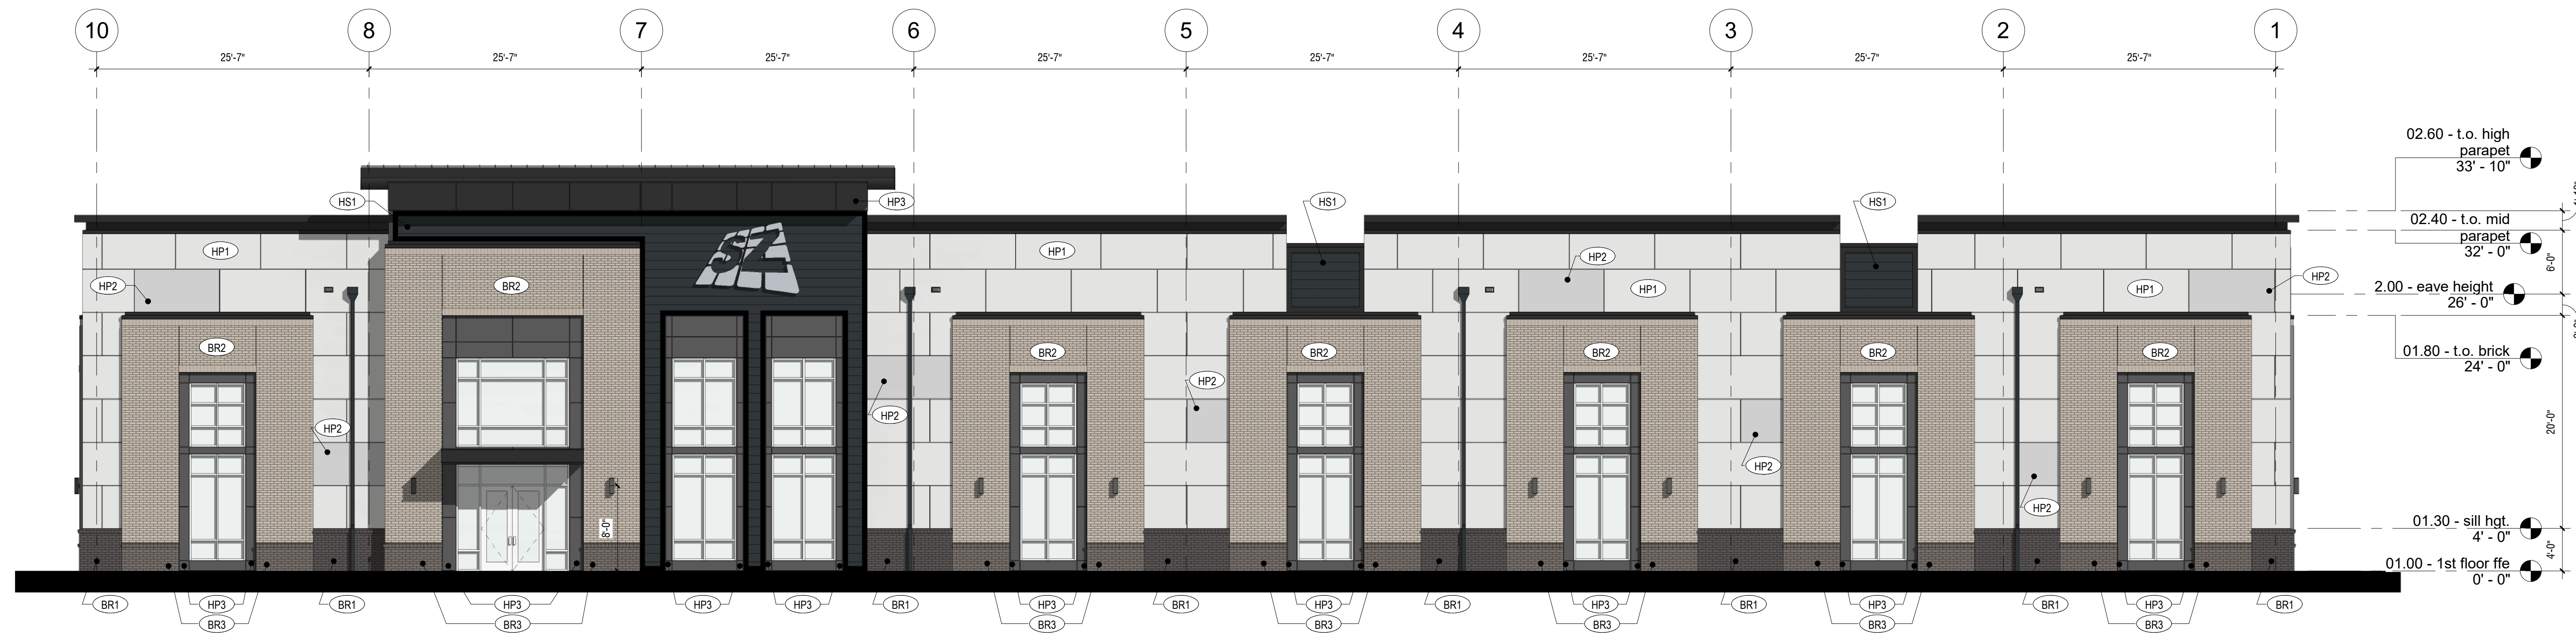 10 8 7 6 5 4 3 2 1
25'-7" 25'-7" 25'-7" 25'-7" 25'-7" 25'-7" 25'-7" 25'-7"
02.60 - t.o. high
parapet
33' - 10"
HS1 HP3 HS1 HS1
02.40 - t.o. mid
parapet
32' - 0"
SZ
HP1 HP1 HP2
6'-0"
HP2 BR2 HP1 HP1 HP2
2.00 - eave height
26' - 0"
BR2 BR2 BR2 BR2 BR2 BR2
01.80 - t.o. brick
24' - 0"
HP2
HP2 HP2
20'-0"
HP2
HP2
8'-0"
01.30 - sill hgt.
4' - 0"
4'-0"
01.00 - 1st floor ffe
0' - 0"
BR1 HP3 BR1 HP3 HP3 HP3 BR1 HP3 BR1 HP3 BR1 HP3 BR1 HP3 BR1 HP3 BR1
BR3 BR3 BR3 BR3 BR3 BR3 BR3